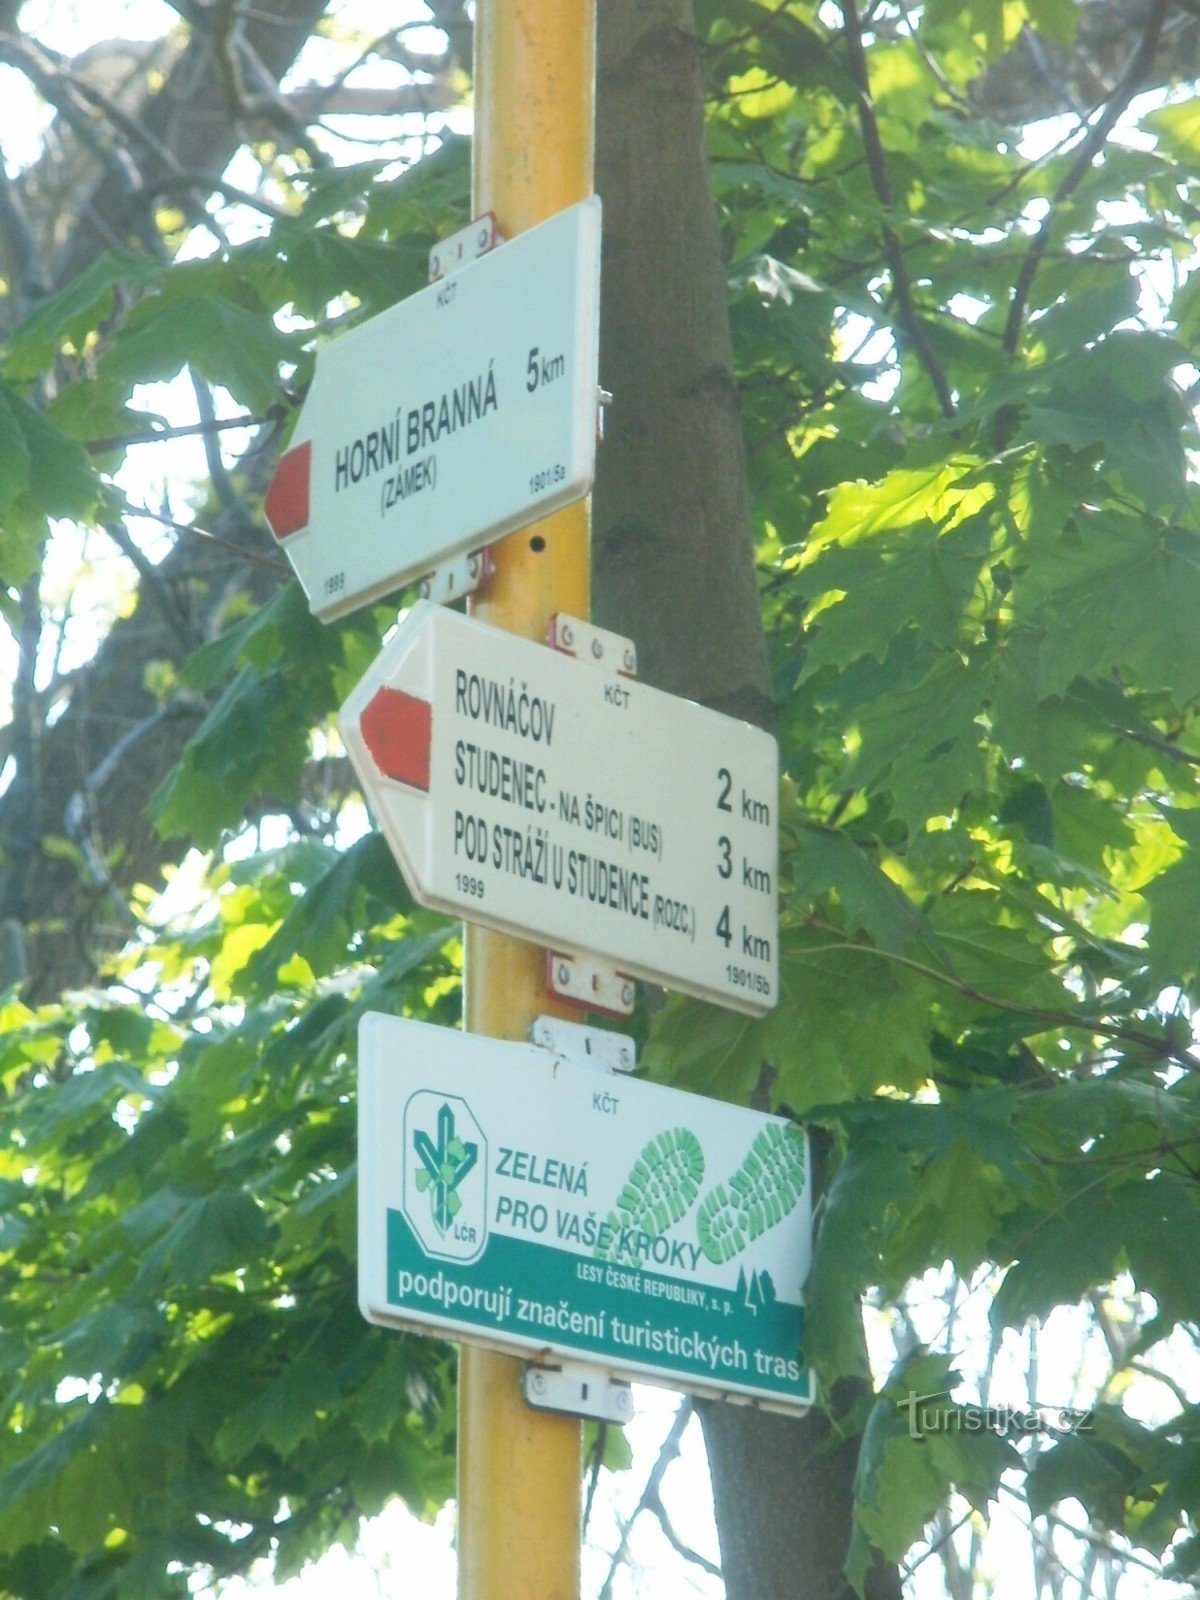 KČT
HORNÍ BRANNÁ 5 km
(ZÁMEK)
1999 1901/5a
KČT
ROVNÁČOV 2 km
STUDENEC - NA ŠPICI (BUS) 3 km
POD STRÁŽÍ U STUDENCE (ROZC.) 4 km
1999 1901/5b
KČT
LČR
ZELENÁ
PRO VAŠE KROKY
LESY ČESKÉ REPUBLIKY, s. p.
podporují značení turistických tras
Turistika.cz